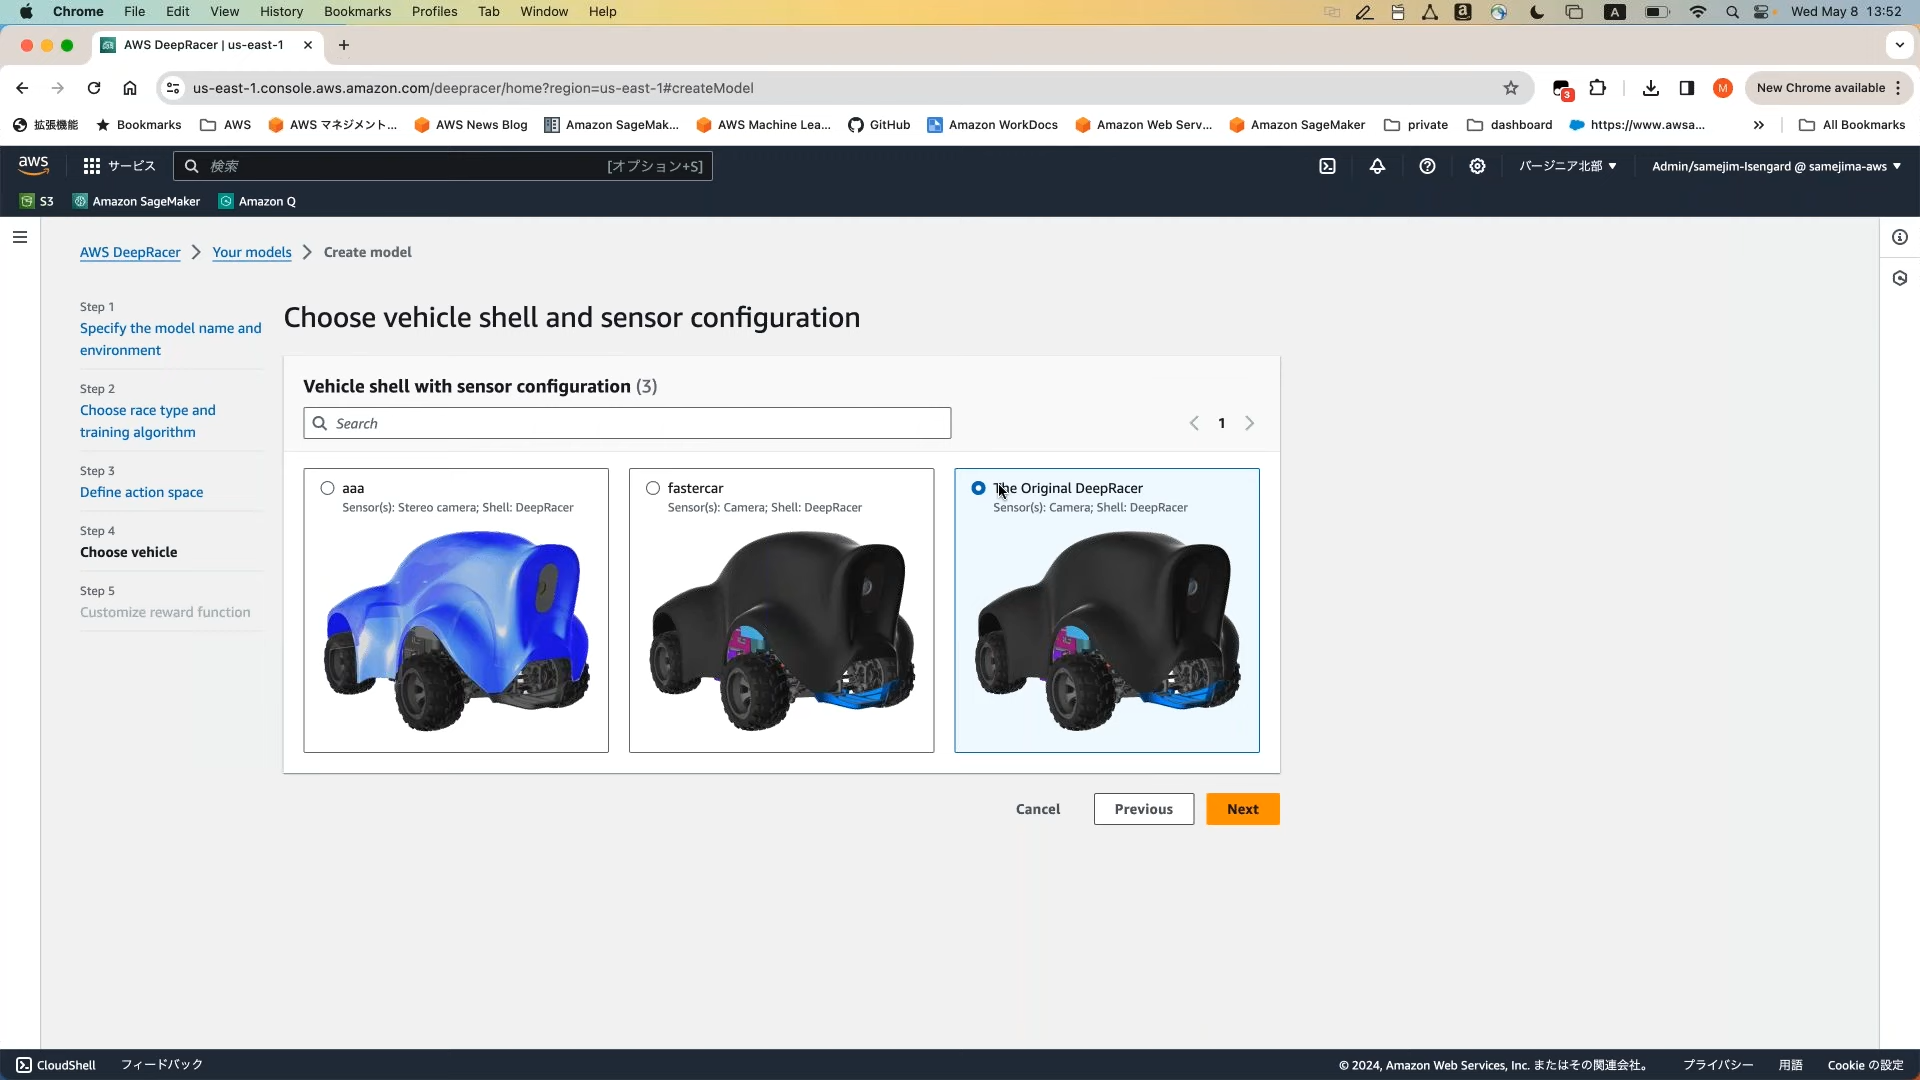 Chrome File Edit View History Bookmarks Profiles Tab Window Help
A Wed May 8 13:52
AWS DeepRacer | us-east-1
us-east-1.console.aws.amazon.com/deepracer/home?region=us-east-1#createModel
3 M New Chrome available
拡張機能 Bookmarks AWS AWS マネジメント... AWS News Blog Amazon SageMak... AWS Machine Lea... GitHub Amazon WorkDocs Amazon Web Serv... Amazon SageMaker private dashboard https://www.awsa... All Bookmarks
aws サービス 検索 [オプション+S] バージニア北部 Admin/samejim-Isengard @ samejima-aws
S3 Amazon SageMaker Amazon Q
AWS DeepRacer Your models Create model
Step 1
Specify the model name and
environment
Step 2
Choose race type and
training algorithm
Step 3
Define action space
Step 4
Choose vehicle
Step 5
Customize reward function
Choose vehicle shell and sensor configuration
Vehicle shell with sensor configuration (3)
Search
1
aaa
Sensor(s): Stereo camera; Shell: DeepRacer
fastercar
Sensor(s): Camera; Shell: DeepRacer
The Original DeepRacer
Sensor(s): Camera; Shell: DeepRacer
Cancel Previous Next
CloudShell フィードバック © 2024, Amazon Web Services, Inc. またはその関連会社。 プライバシー 用語 Cookie の設定